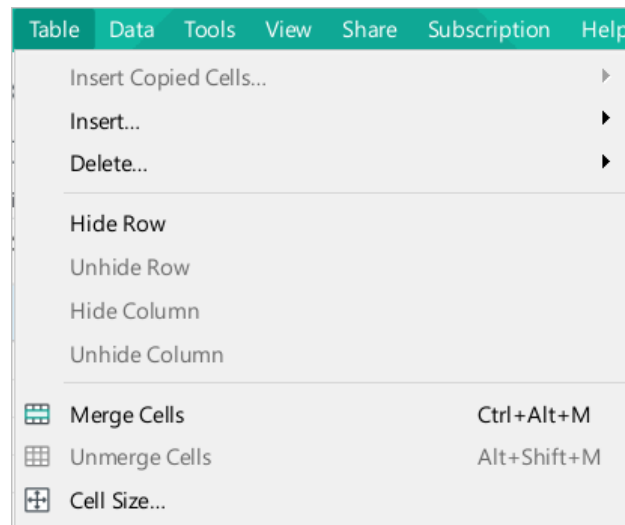 Table Data Tools View Share Subscription Help
Insert Copied Cells...
Insert...
Delete...
Hide Row
Unhide Row
Hide Column
Unhide Column
Merge Cells Ctrl+Alt+M
Unmerge Cells Alt+Shift+M
Cell Size...